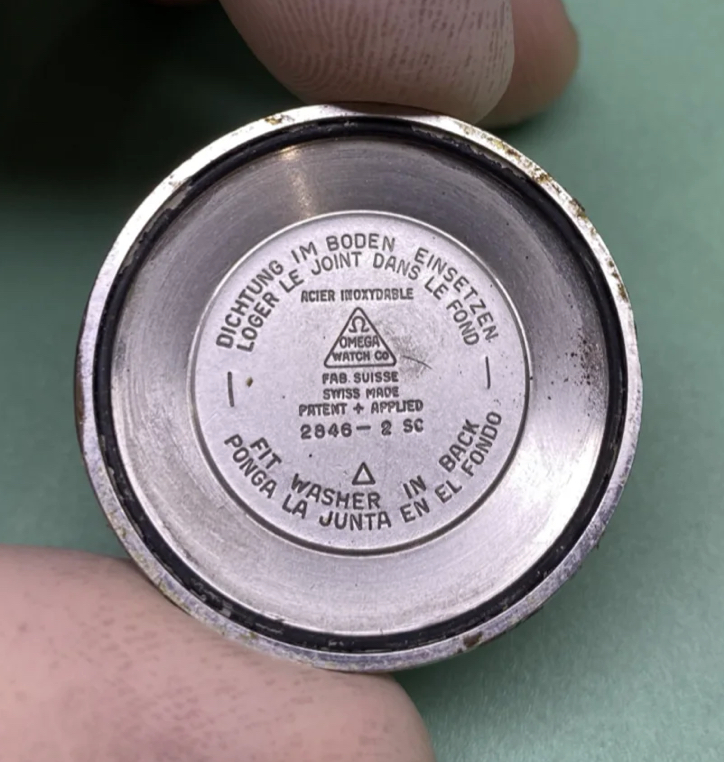 DICHTUNG IM BODEN EINSETZEN
LOGER LE JOINT DANS LE FOND
ACIER INOXYDABLE
Ω
OMEGA
WATCH Co
FAB. SUISSE
SWISS MADE
PATENT + APPLIED
2846 - 2 SC
FIT WASHER IN BACK
PONGA LA JUNTA EN EL FONDO